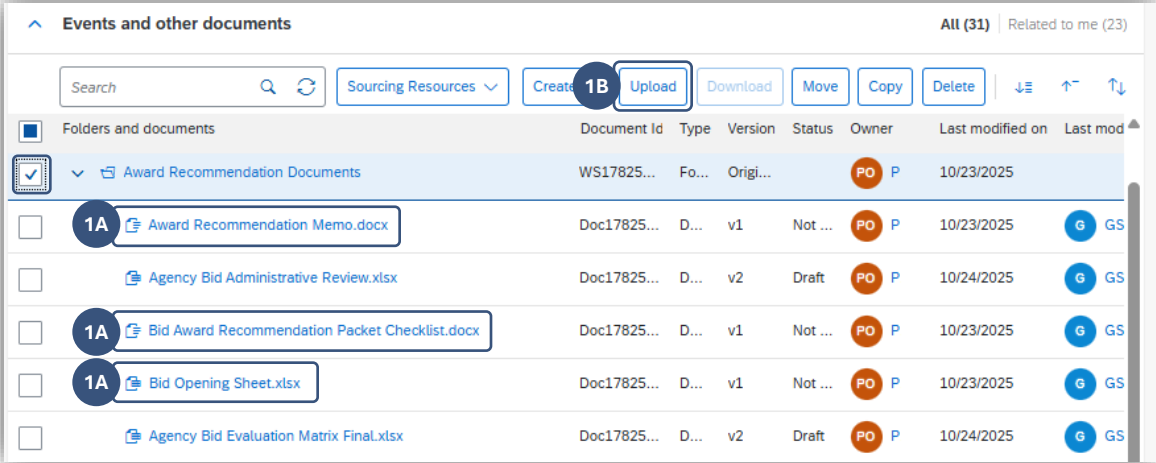 Events and other documents All (31) Related to me (23)
Search Sourcing Resources Create 1B Upload Download Move Copy Delete
Folders and documents Document Id Type Version Status Owner Last modified on Last mod
Award Recommendation Documents WS17825... Fo... Origi... PO P 10/23/2025
1A Award Recommendation Memo.docx Doc17825... D... v1 Not ... PO P 10/23/2025 G GS
Agency Bid Administrative Review.xlsx Doc17825... D... v2 Draft PO P 10/24/2025 G GS
1A Bid Award Recommendation Packet Checklist.docx Doc17825... D... v1 Not ... PO P 10/23/2025 G GS
1A Bid Opening Sheet.xlsx Doc17825... D... v1 Not ... PO P 10/23/2025 G GS
Agency Bid Evaluation Matrix Final.xlsx Doc17825... D... v2 Draft PO P 10/24/2025 G GS